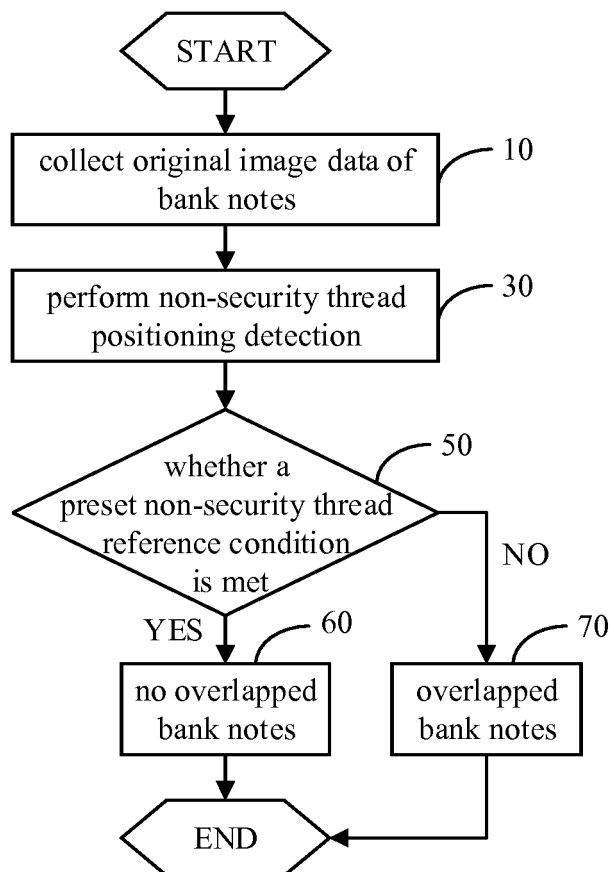 START
collect original image data of
bank notes
10
perform non-security thread
positioning detection
30
whether a
preset non-security thread
reference condition
is met
50
YES
NO
no overlapped
bank notes
60
overlapped
bank notes
70
END